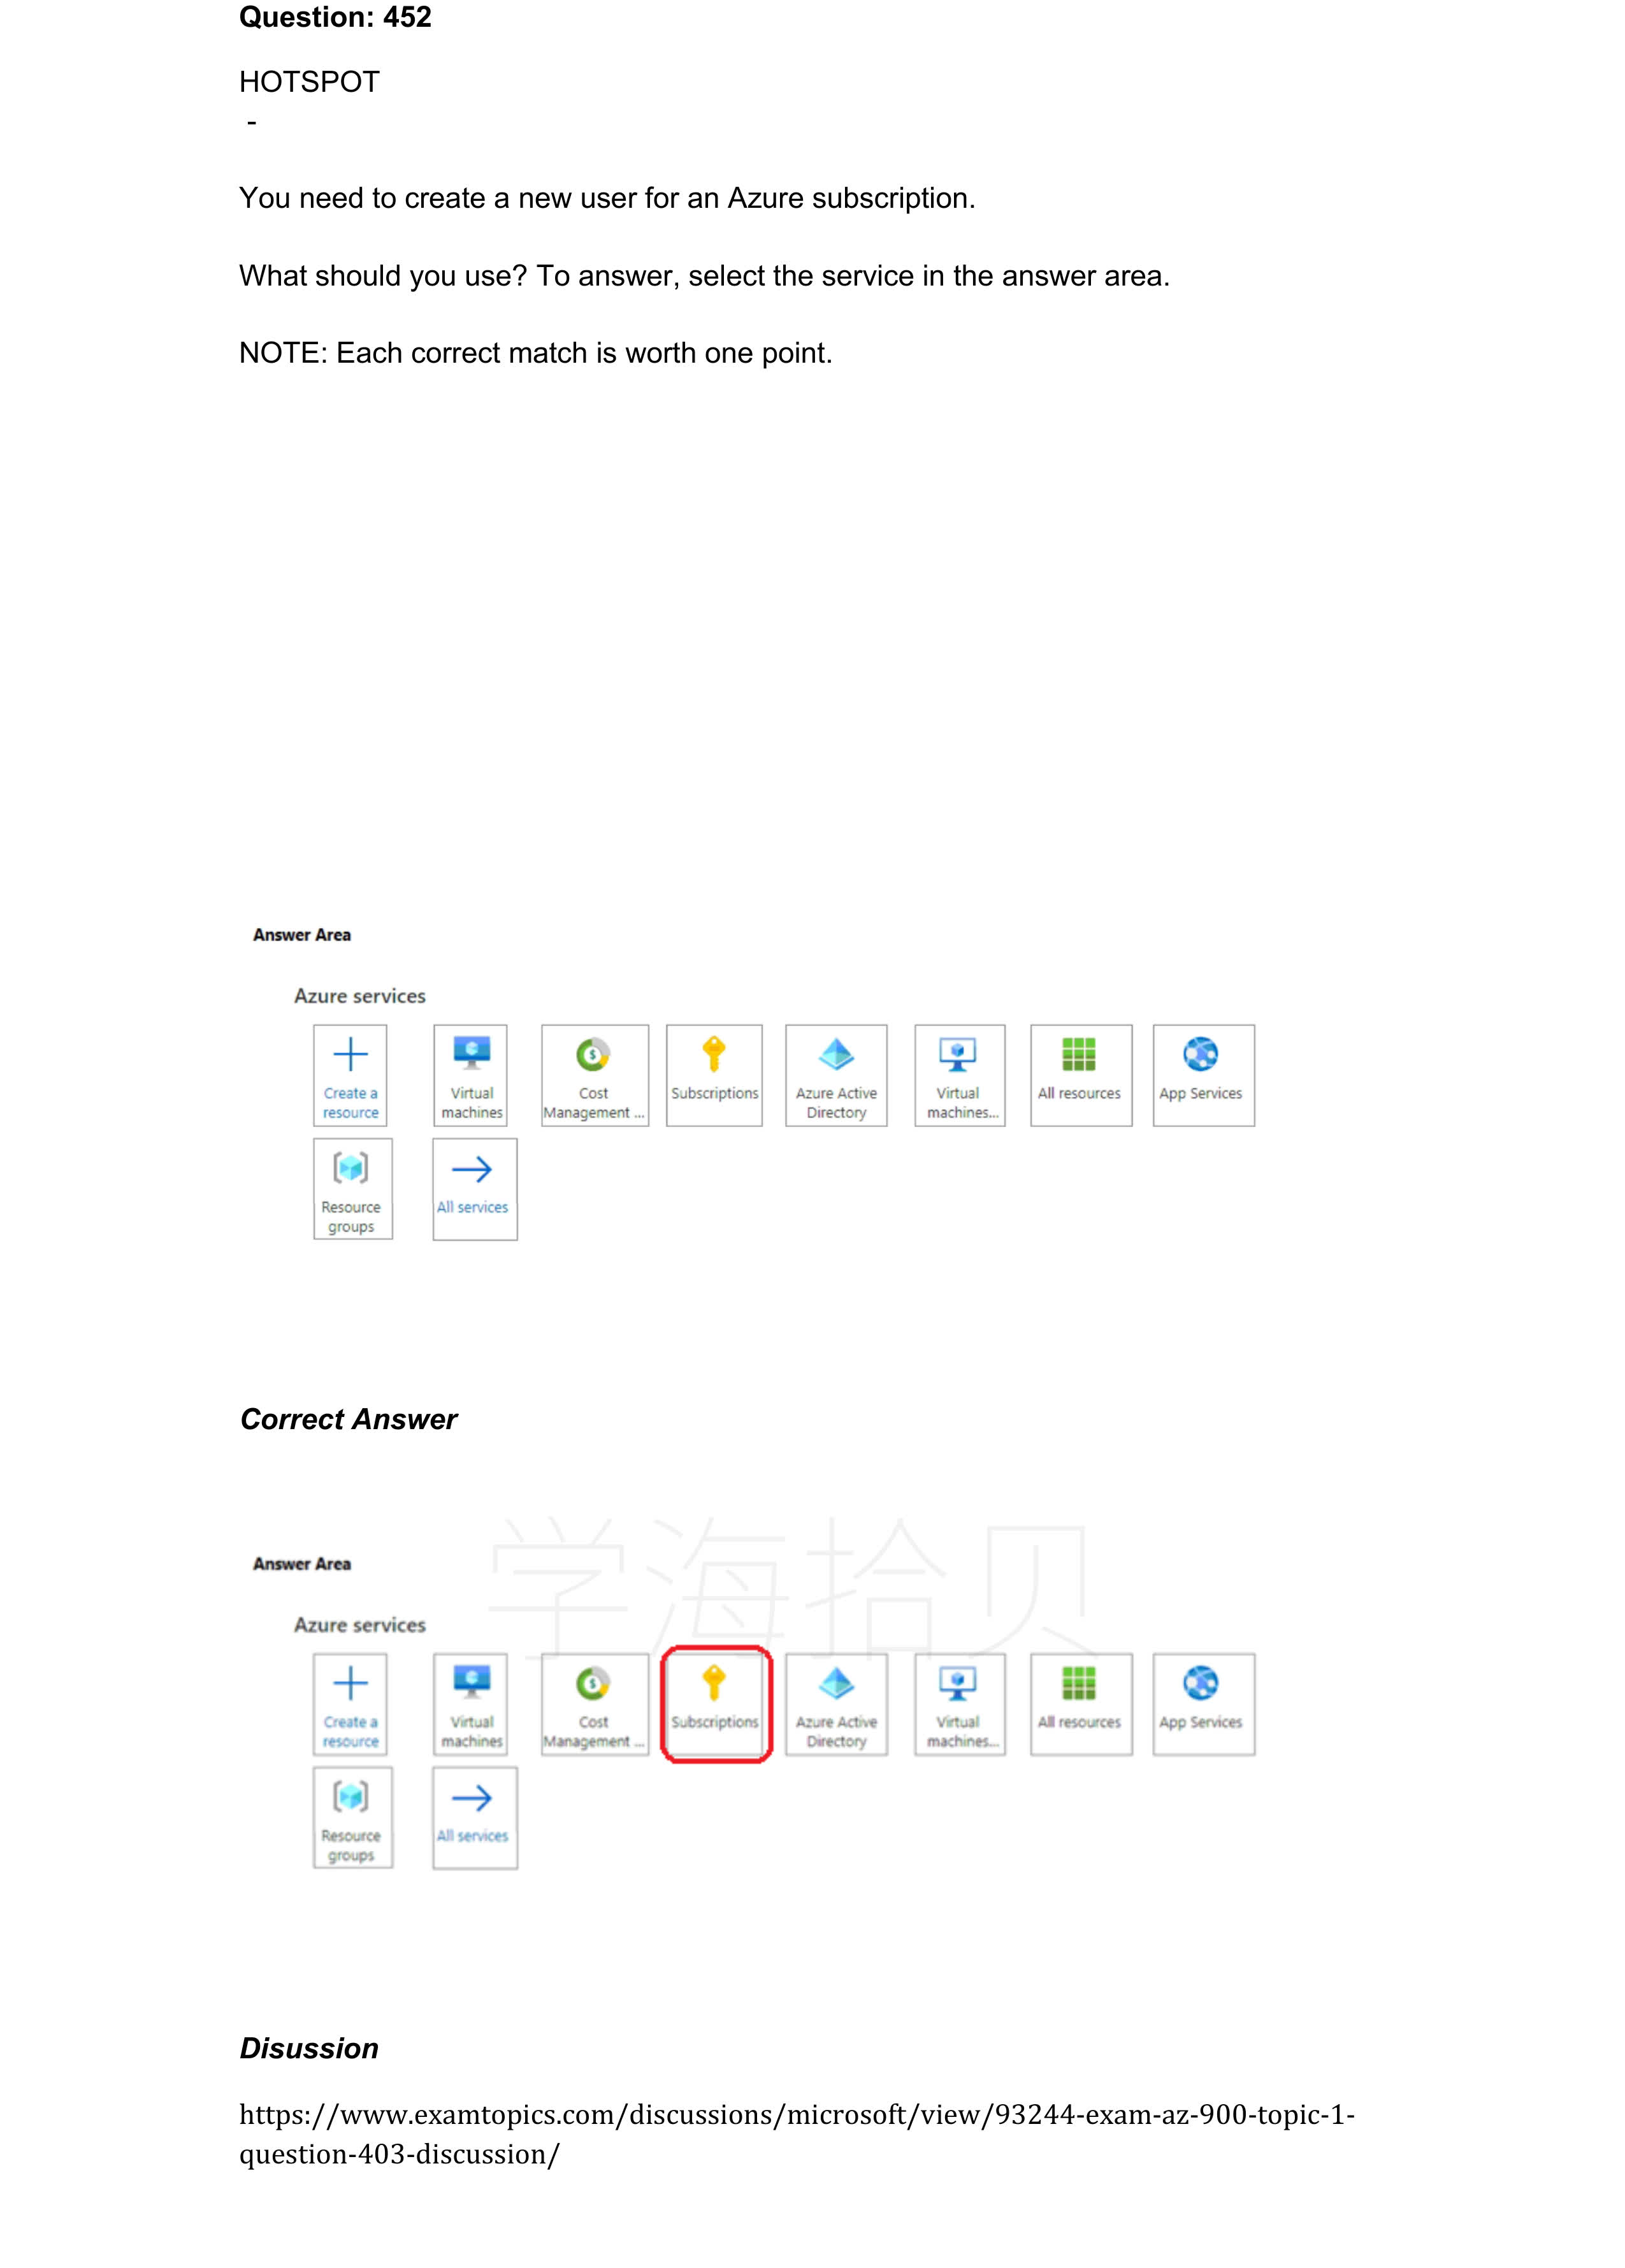 Question: 452
HOTSPOT
-
You need to create a new user for an Azure subscription.
What should you use? To answer, select the service in the answer area.
NOTE: Each correct match is worth one point.
Answer Area
Azure services
Create a resource
Virtual machines
Cost Management ...
Subscriptions
Azure Active Directory
Virtual machines...
All resources
App Services
Resource groups
All services
Correct Answer
学海拾贝
Answer Area
Azure services
Create a resource
Virtual machines
Cost Management ...
Subscriptions
Azure Active Directory
Virtual machines...
All resources
App Services
Resource groups
All services
Disussion
https://www.examtopics.com/discussions/microsoft/view/93244-exam-az-900-topic-1-
question-403-discussion/